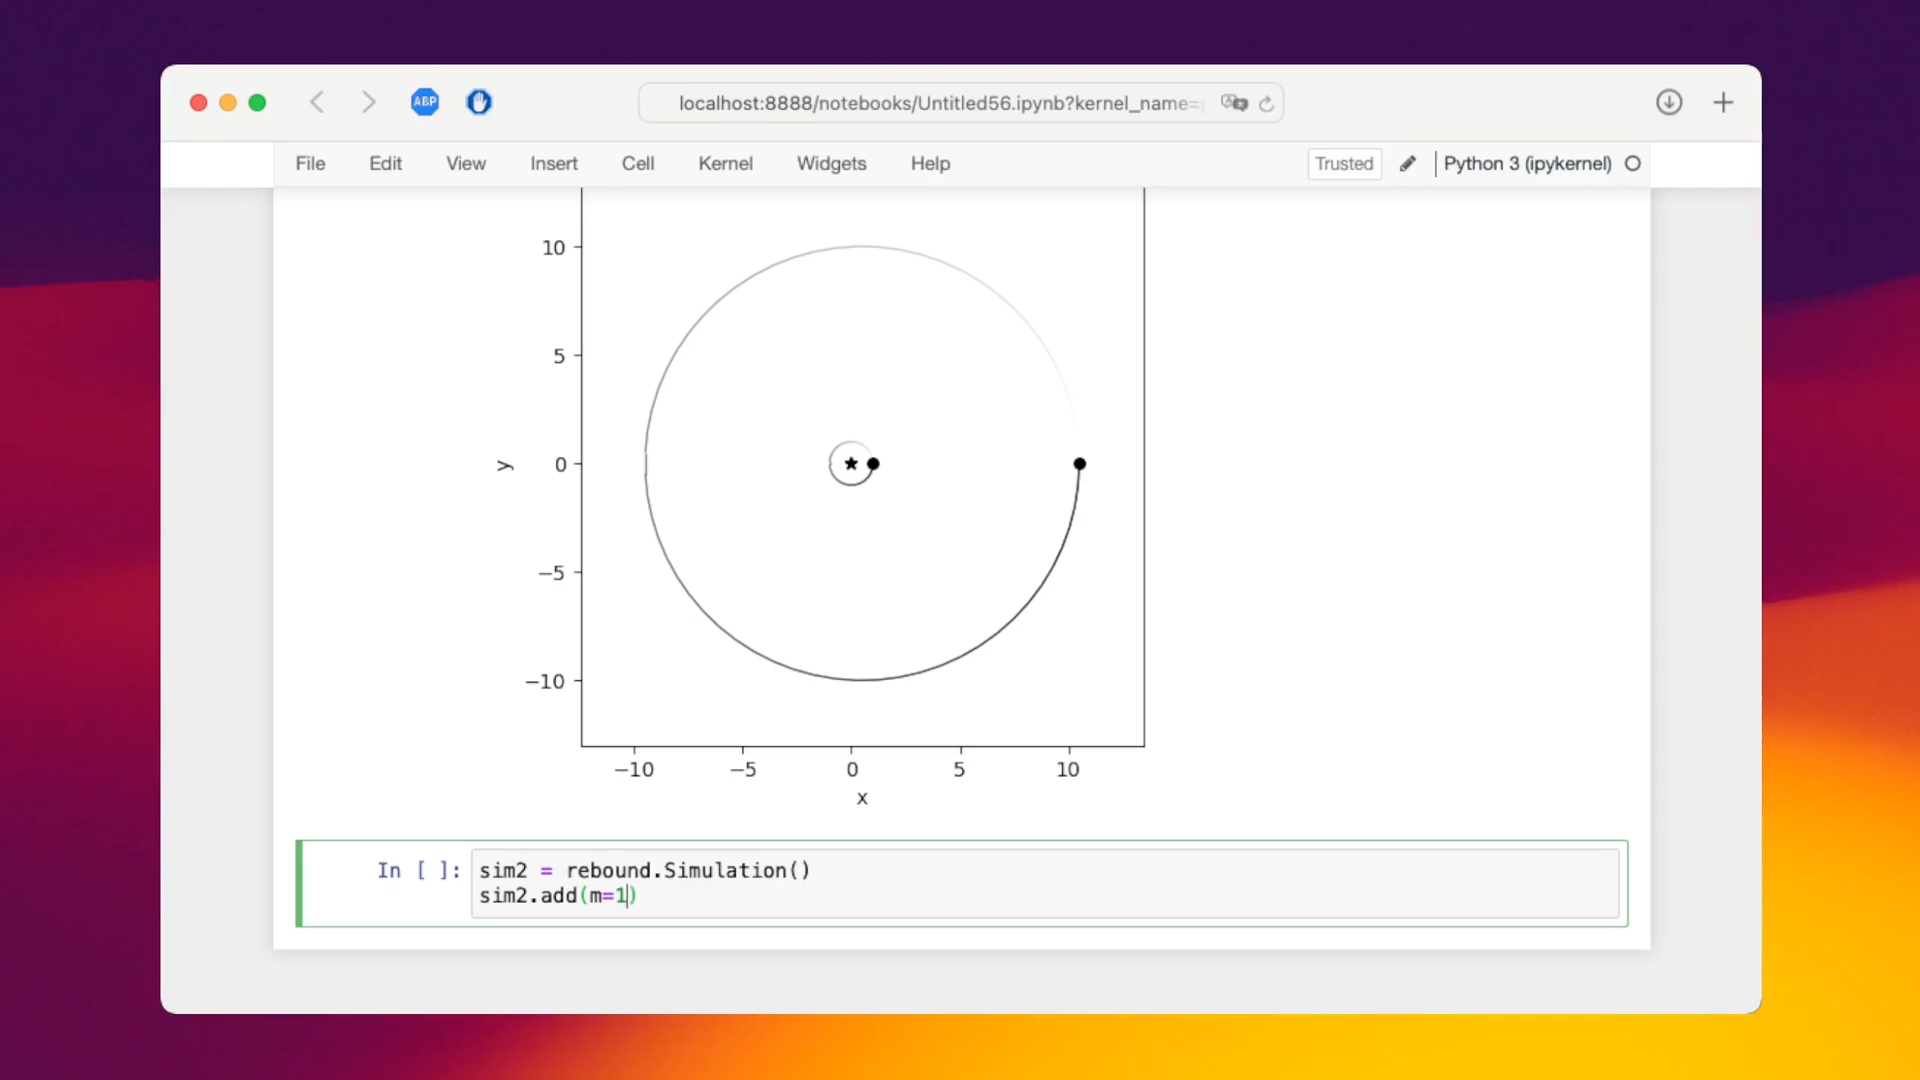 ABP
localhost:8888/notebooks/Untitled56.ipynb?kernel_name=
File Edit View Insert Cell Kernel Widgets Help Trusted Python 3 (ipykernel)
10
5
0
−5
−10
y
−10 −5 0 5 10
x
In [ ]: sim2 = rebound.Simulation()
sim2.add(m=1)